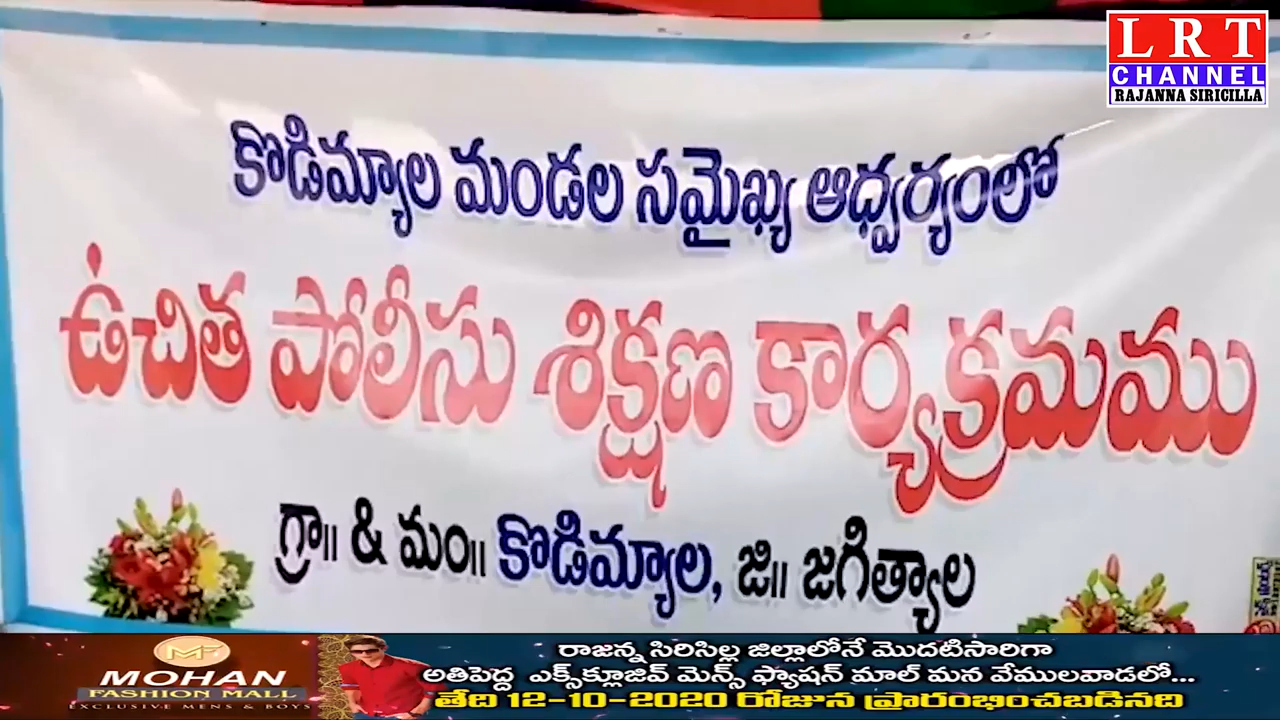 L R T
CHANNEL
RAJANNA SIRICILLA
కొడిమ్యాల మండల సమైఖ్య ఆధ్వర్యంలో
ఉచిత పోలీసు శిక్షణ కార్యక్రమము
గ్రా॥ & మం॥ కొడిమ్యాల, జి॥ జగిత్యాల
MF
MOHAN
FASHION MALL
EXCLUSIVE MENS & BOYS
రాజన్న సిరిసిల్ల జిల్లాలోనే మొదటిసారిగా
అతిపెద్ద ఎక్స్‌క్లూజివ్ మెన్స్ ఫ్యాషన్ మాల్ మన వేములవాడలో...
తేది 12-10-2020 రోజున ప్రారంభించబడినది